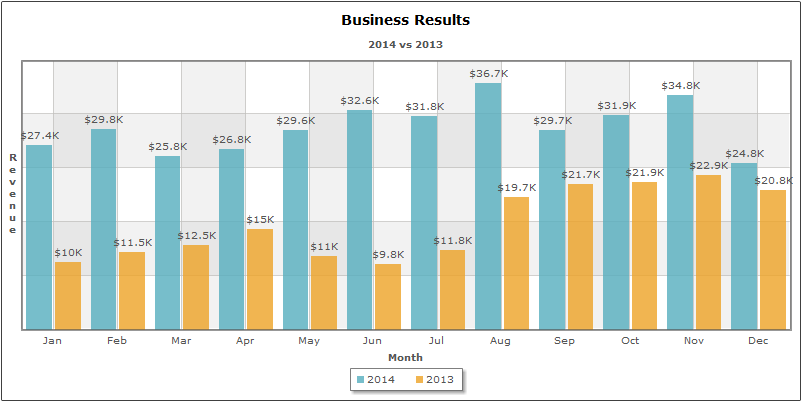 Business Results
2014 vs 2013
Revenue
$27.4K $29.8K $25.8K $26.8K $29.6K $32.6K $31.8K $36.7K $29.7K $31.9K $34.8K $24.8K
$10K $11.5K $12.5K $15K $11K $9.8K $11.8K $19.7K $21.7K $21.9K $22.9K $20.8K
Jan Feb Mar Apr May Jun Jul Aug Sep Oct Nov Dec
Month
2014 2013